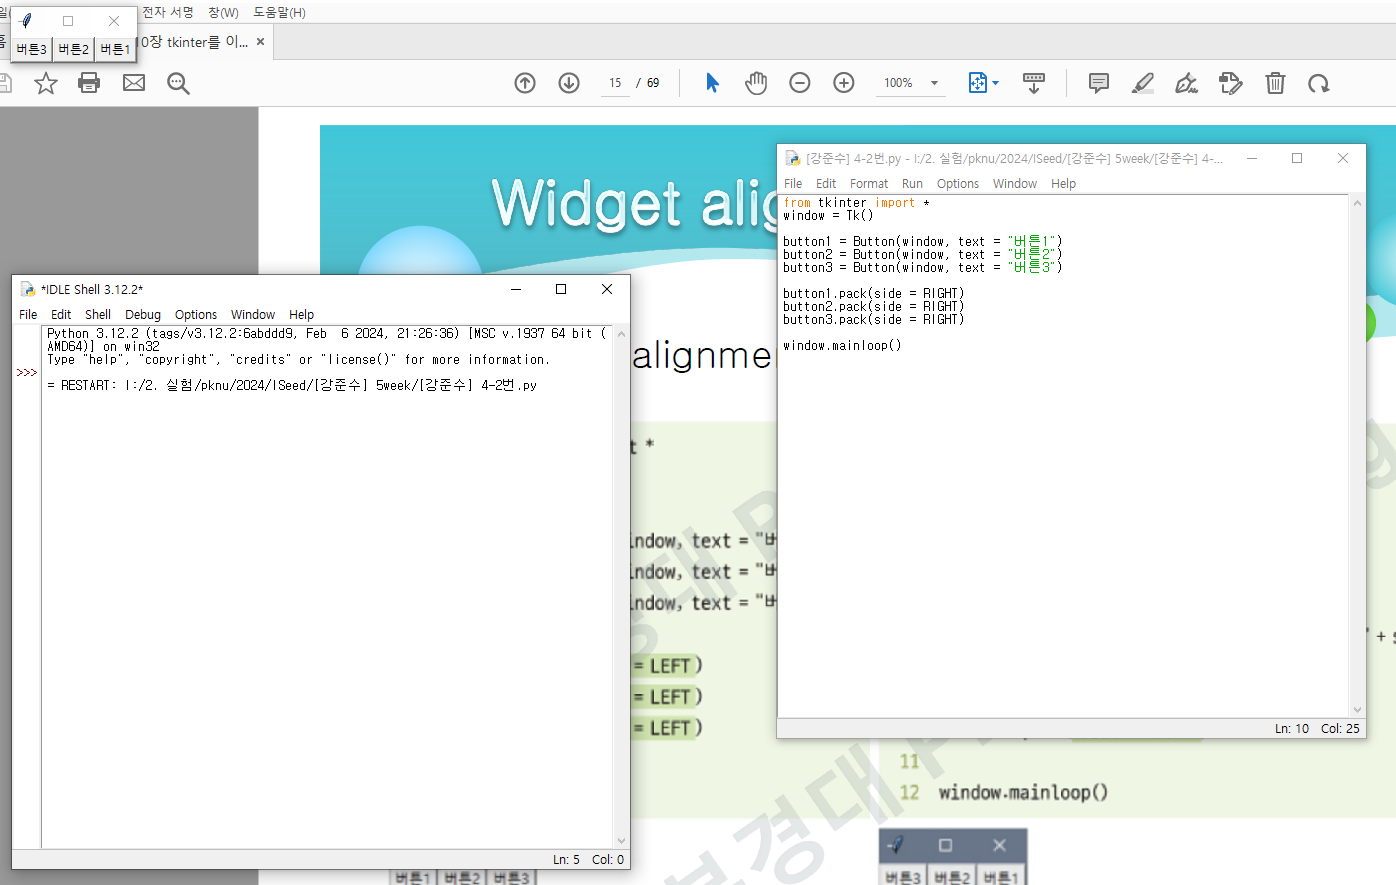 전자 서명 창(W) 도움말(H)
버튼3 버튼2 버튼1
10장 tkinter를 이... ×
15 / 69
100%
Widget alig
[강준수] 4-2번.py - I:/2. 실험/pknu/2024/ISeed/[강준수] 5week/[강준수] 4-...
File Edit Format Run Options Window Help
from tkinter import *
window = Tk()
button1 = Button(window, text = "버튼1")
button2 = Button(window, text = "버튼2")
button3 = Button(window, text = "버튼3")
button1.pack(side = RIGHT)
button2.pack(side = RIGHT)
button3.pack(side = RIGHT)
window.mainloop()
Ln: 10 Col: 25
*IDLE Shell 3.12.2*
File Edit Shell Debug Options Window Help
Python 3.12.2 (tags/v3.12.2:6abddd9, Feb  6 2024, 21:26:36) [MSC v.1937 64 bit (
AMD64)] on win32
Type "help", "copyright", "credits" or "license()" for more information.
>>>
= RESTART: I:/2. 실험/pknu/2024/ISeed/[강준수] 5week/[강준수] 4-2번.py
Ln: 5 Col: 0
alignme
t *
indow, text = "버
indow, text = "버
indow, text = "버
= LEFT)
= LEFT)
= LEFT)
" + s
11
12 window.mainloop()
버튼1 버튼2 버튼3
버튼3 버튼2 버튼1